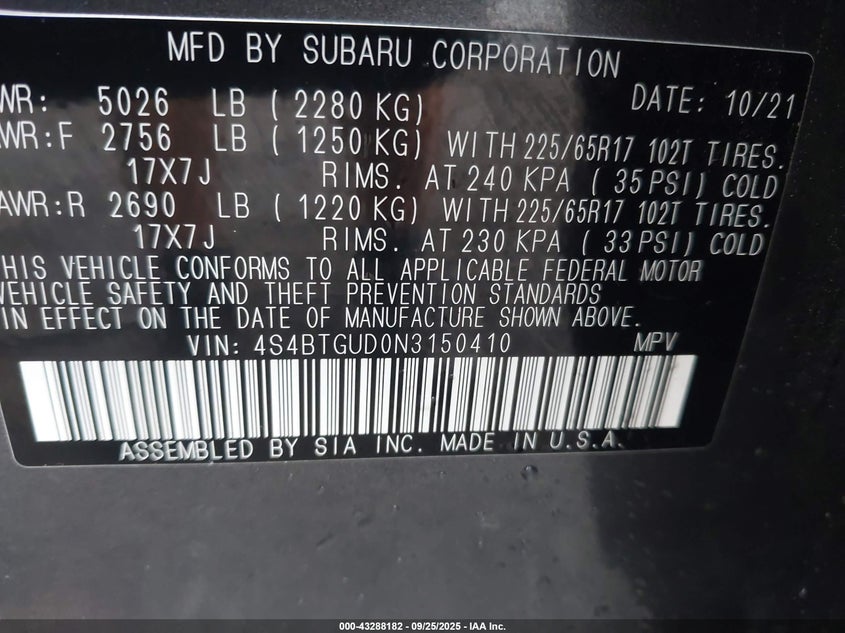 MFD BY SUBARU CORPORATION
WR: 5026 LB ( 2280 KG) DATE: 10/21
AWR:F 2756 LB ( 1250 KG) WITH 225/65R17 102T TIRES.
17X7J RIMS. AT 240 KPA ( 35 PSI) COLD
AWR:R 2690 LB ( 1220 KG) WITH 225/65R17 102T TIRES.
17X7J RIMS. AT 230 KPA ( 33 PSI) COLD
THIS VEHICLE CONFORMS TO ALL APPLICABLE FEDERAL MOTOR
VEHICLE SAFETY AND THEFT PREVENTION STANDARDS
IN EFFECT ON THE DATE OF MANUFACTURE SHOWN ABOVE.
VIN: 4S4BTGUD0N3150410 MPV
ASSEMBLED BY SIA INC. MADE IN U.S.A.
000-43288182 - 09/25/2025 - IAA Inc.